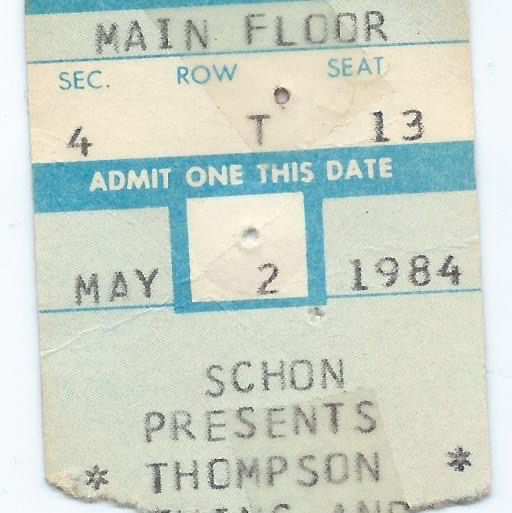 MAIN FLOOR
SEC. ROW SEAT
4 T 13
ADMIT ONE THIS DATE
MAY 2 1984
SCHON
PRESENTS
* THOMPSON *